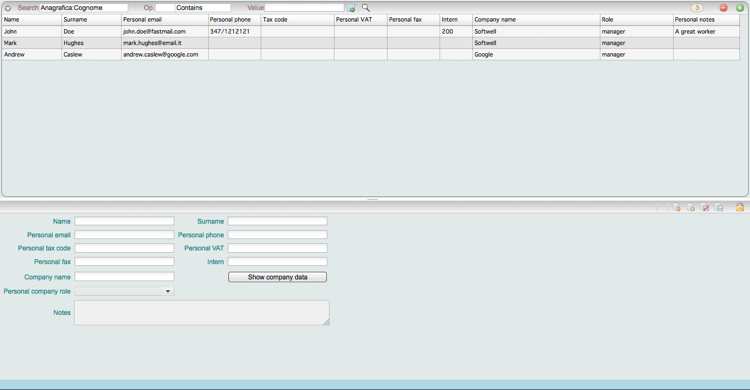 Search Anagrafica:Cognome Op. Contains Value 3
Name Surname Personal email Personal phone Tax code Personal VAT Personal fax Intern Company name Role Personal notes
John Doe john.doe@fastmail.com 347/1212121 200 Softwell manager A great worker
Mark Hughes mark.hughes@email.it Softwell manager
Andrew Caslew andrew.caslew@google.com Google manager
Name Surname
Personal email Personal phone
Personal tax code Personal VAT
Personal fax Intern
Company name Show company data
Personal company role
Notes